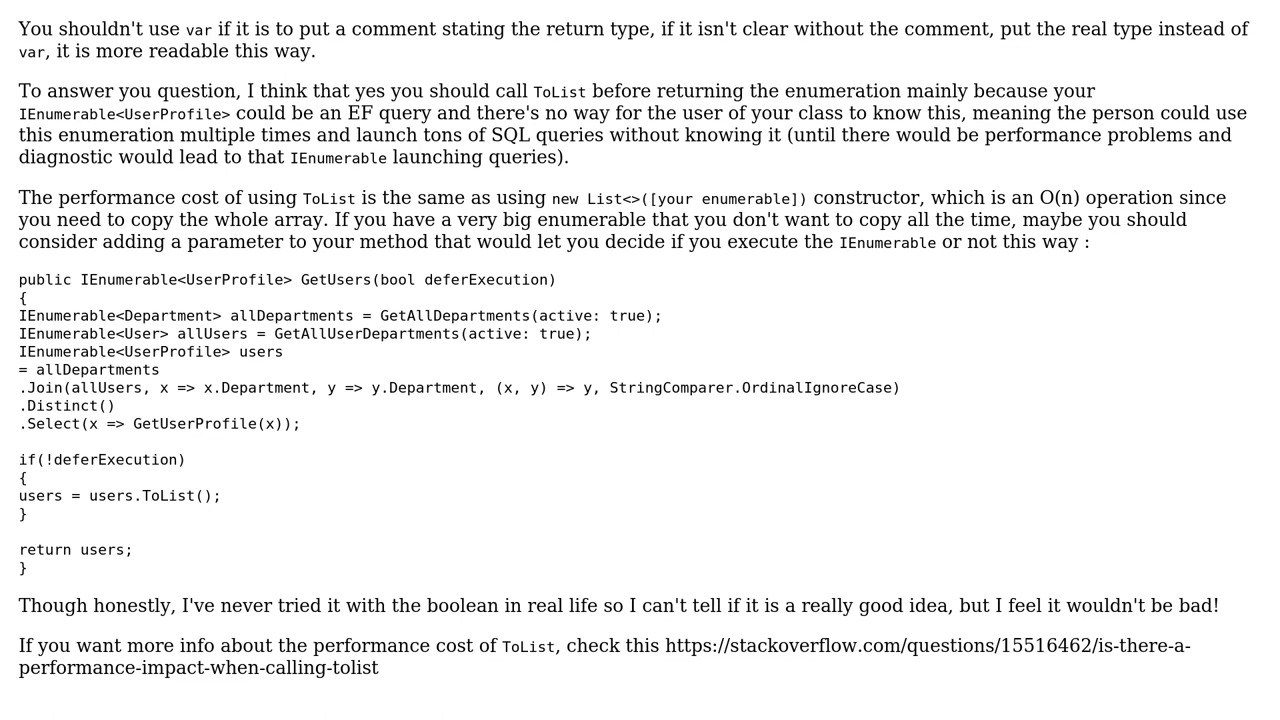 You shouldn't use var if it is to put a comment stating the return type, if it isn't clear without the comment, put the real type instead of
var, it is more readable this way.
To answer you question, I think that yes you should call ToList before returning the enumeration mainly because your
IEnumerable<UserProfile> could be an EF query and there's no way for the user of your class to know this, meaning the person could use
this enumeration multiple times and launch tons of SQL queries without knowing it (until there would be performance problems and
diagnostic would lead to that IEnumerable launching queries).
The performance cost of using ToList is the same as using new List<>([your enumerable]) constructor, which is an O(n) operation since
you need to copy the whole array. If you have a very big enumerable that you don't want to copy all the time, maybe you should
consider adding a parameter to your method that would let you decide if you execute the IEnumerable or not this way :
public IEnumerable<UserProfile> GetUsers(bool deferExecution)
{
IEnumerable<Department> allDepartments = GetAllDepartments(active: true);
IEnumerable<User> allUsers = GetAllUserDepartments(active: true);
IEnumerable<UserProfile> users
= allDepartments
.Join(allUsers, x => x.Department, y => y.Department, (x, y) => y, StringComparer.OrdinalIgnoreCase)
.Distinct()
.Select(x => GetUserProfile(x));
if(!deferExecution)
{
users = users.ToList();
}
return users;
}
Though honestly, I've never tried it with the boolean in real life so I can't tell if it is a really good idea, but I feel it wouldn't be bad!
If you want more info about the performance cost of ToList, check this https://stackoverflow.com/questions/15516462/is-there-a-
performance-impact-when-calling-tolist